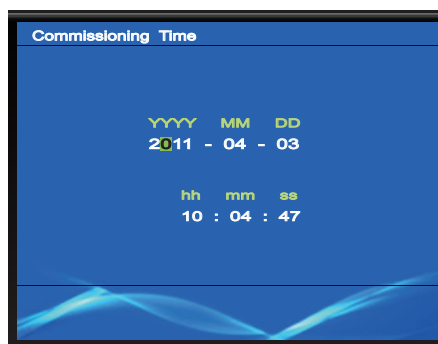 Commissioning Time
YYYY MM DD
2011 - 04 - 03
hh mm ss
10 : 04 : 47